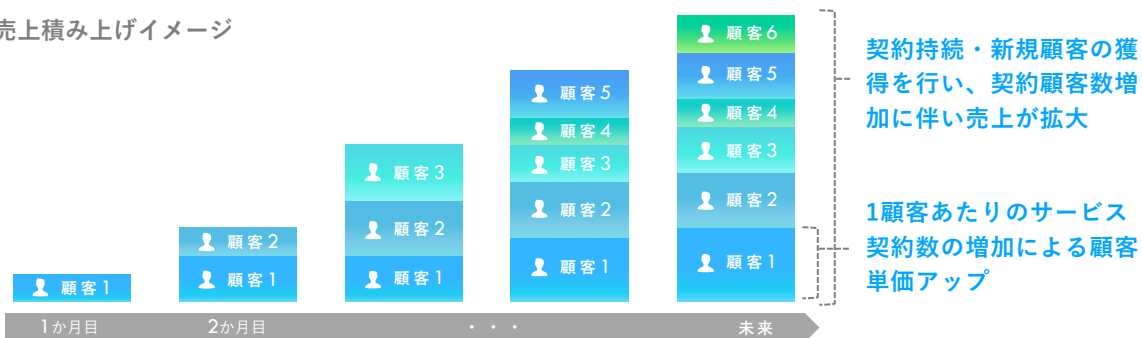 売上積み上げイメージ
顧客6
顧客5
顧客4
顧客3
顧客2
顧客1
顧客5
顧客4
顧客3
顧客2
顧客1
顧客3
顧客2
顧客1
顧客2
顧客1
顧客1
契約持続・新規顧客の獲
得を行い、契約顧客数増
加に伴い売上が拡大
1顧客あたりのサービス
契約数の増加による顧客
単価アップ
1か月目
2か月目
・・・
未来